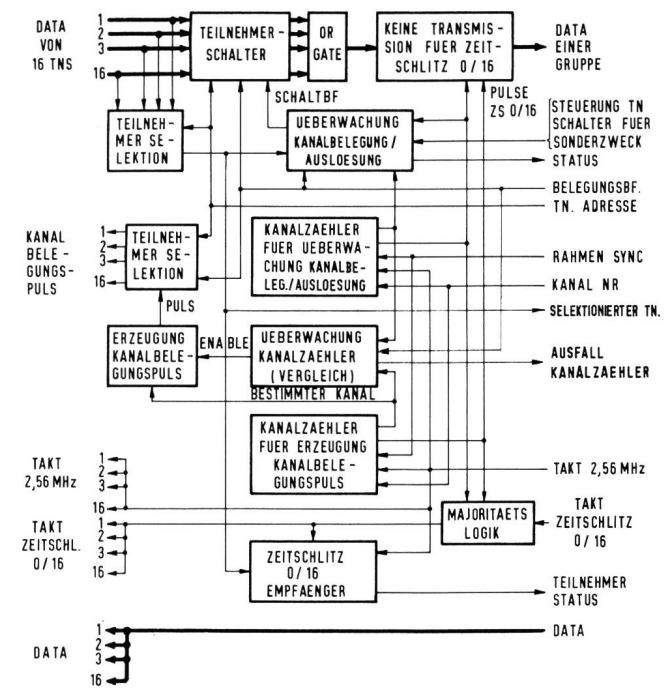 DATA
VON
16 TNS
1
2
3
16
TEILNEHMER-
SCHALTER
OR
GATE
KEINE TRANSMIS-
SION FUER ZEIT-
SCHLITZ 0/16
DATA
EINER
GRUPPE
SCHALTBF
PULSE
ZS 0/16
TEILNEH-
MER SE-
LEKTION
UEBERWACHUNG
KANALBELEGUNG/
AUSLOESUNG
STEUERUNG TN
SCHALTER FUER
SONDERZWECK
STATUS
BELEGUNGSBF.
TN. ADRESSE
KANAL
BELE-
GUNGS-
PULS
1
2
3
16
TEILNEH-
MER SE-
LEKTION
KANALZAEHLER
FUER UEBERWA-
CHUNG KANALBE-
LEG./AUSLOESUNG
RAHMEN SYNC
KANAL NR
PULS
SELEKTIONIERTER TN.
ERZEUGUNG
KANALBELE-
GUNGSPULS
ENABLE
UEBERWACHUNG
KANALZAEHLER
(VERGLEICH)
AUSFALL
KANALZAEHLER
BESTIMMTER KANAL
KANALZAEHLER
FUER ERZEUGUNG
KANALBELE-
GUNGSPULS
TAKT
2,56 MHz
1
2
3
16
TAKT 2,56 MHz
TAKT
ZEITSCHL.
0/16
1
2
3
16
MAJORITAETS
LOGIK
TAKT
ZEITSCHLITZ
0/16
ZEITSCHLITZ
0/16
EMPFAENGER
TEILNEHMER
STATUS
DATA
1
2
3
16
DATA